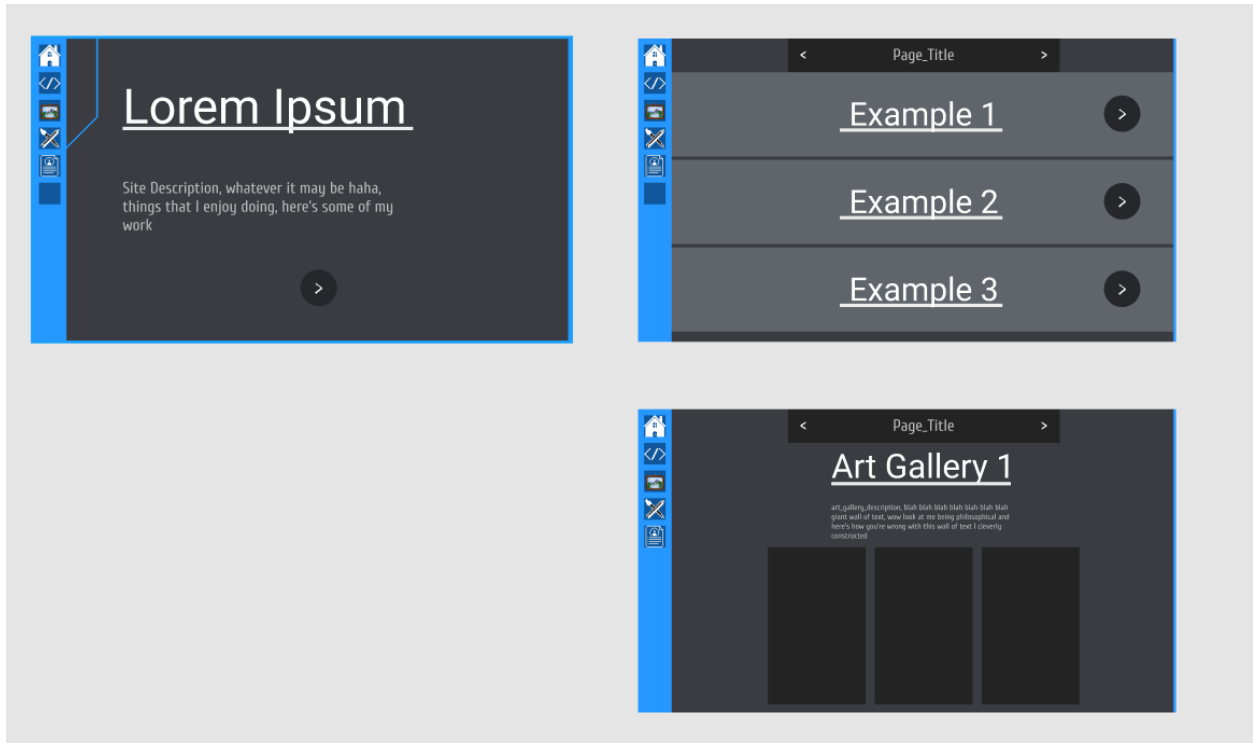 Lorem Ipsum
Site Description, whatever it may be haha,
things that I enjoy doing, here's some of my
work
>
</>
< Page_Title >
Example 1
>
Example 2
>
Example 3
>
</>
< Page_Title >
Art Gallery 1
art_gallery_description, blah blah blah blah blah blah blah
giant wall of text, wow look at me being philosophical and
here's how you're wrong with this wall of text I cleverly
constructed
</>